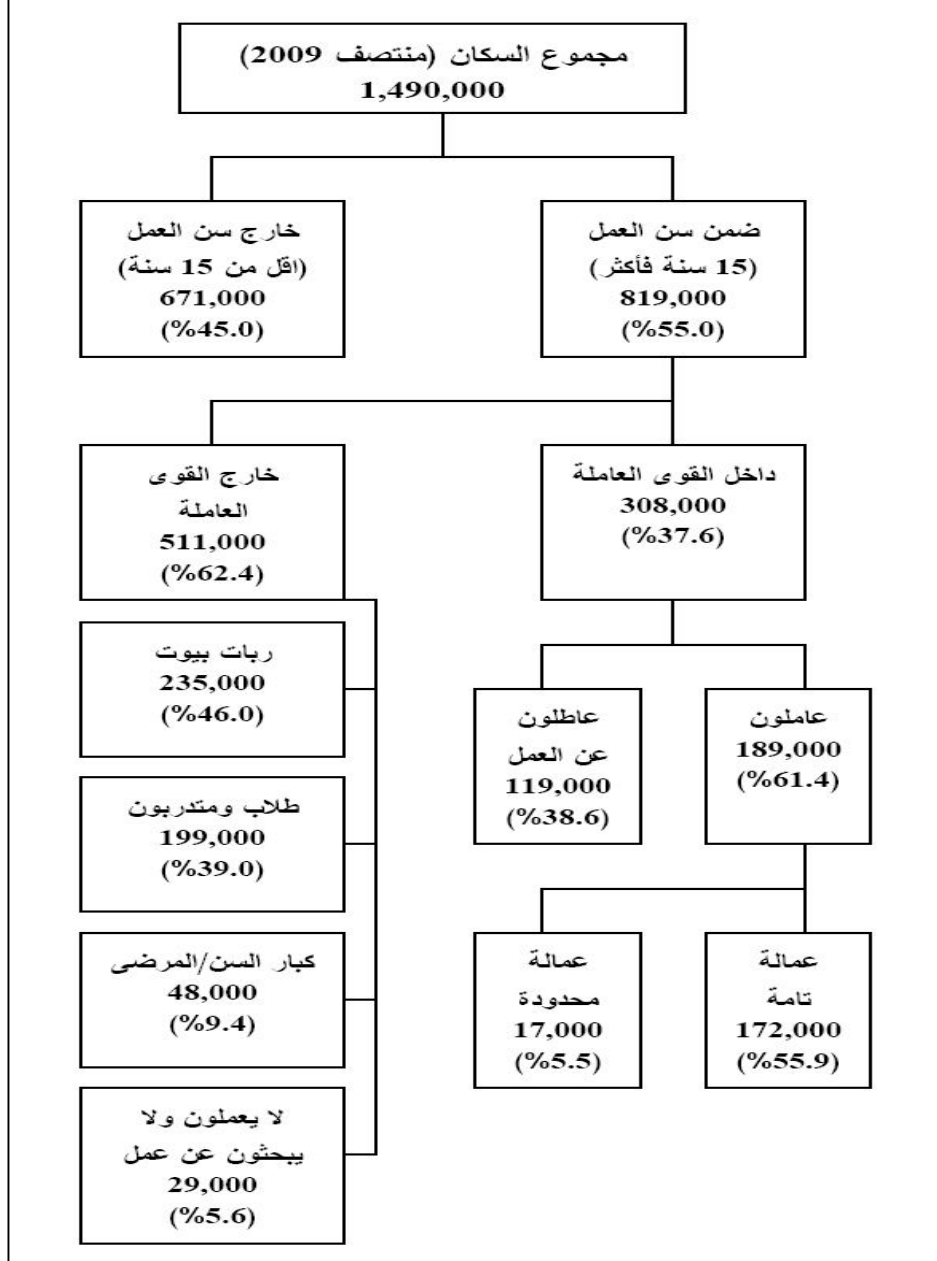 مجموع السكان (منتصف 2009)
1,490,000
ضمن سن العمل
(15 سنة فأكثر)
819,000
(%55.0)
خارج سن العمل
(اقل من 15 سنة)
671,000
(%45.0)
داخل القوى العاملة
308,000
(%37.6)
خارج القوى
العاملة
511,000
(%62.4)
عاملون
189,000
(%61.4)
عاطلون
عن العمل
119,000
(%38.6)
عمالة
تامة
172,000
(%55.9)
عمالة
محدودة
17,000
(%5.5)
ربات بيوت
235,000
(%46.0)
طلاب ومتدربون
199,000
(%39.0)
كبار السن/المرضى
48,000
(%9.4)
لا يعملون ولا
يبحثون عن عمل
29,000
(%5.6)